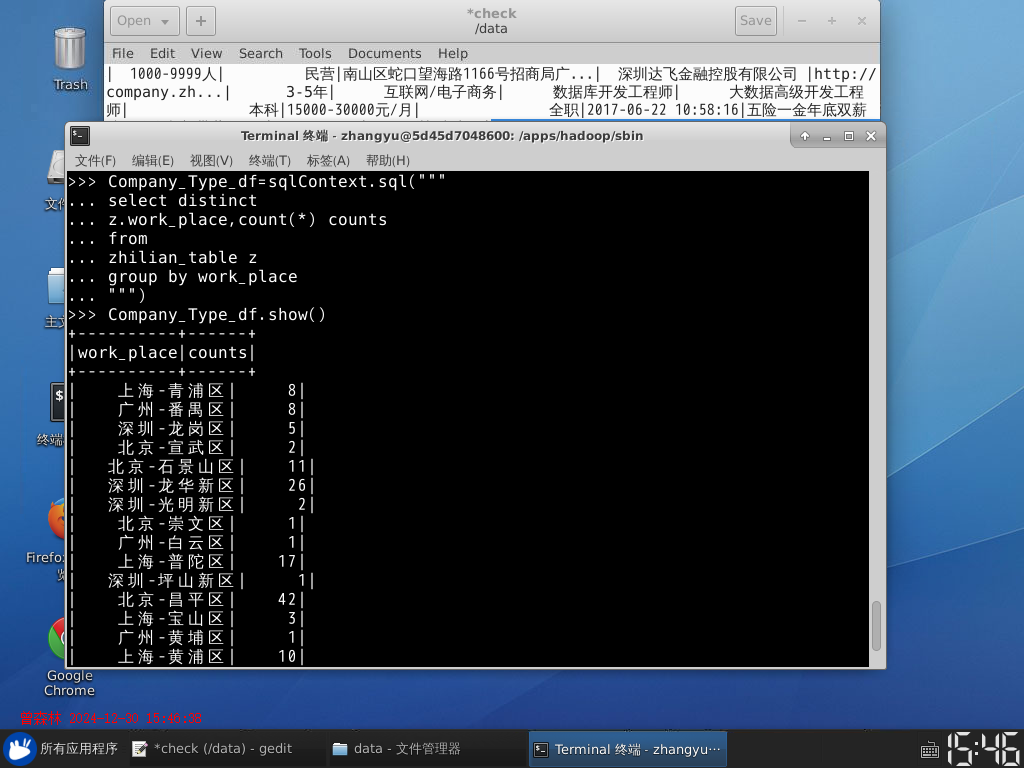 Trash
Open
+
*check
/data
Save
File Edit View Search Tools Documents Help
| 1000-9999人| 民营|南山区蛇口望海路1166号招商局广...| 深圳达飞金融控股有限公司 |http://
company.zh...| 3-5年| 互联网/电子商务| 数据库开发工程师| 大数据高级开发工程
师| 本科|15000-30000元/月| 全职|2017-06-22 10:58:16|五险一金年底双薪
Terminal 终端 - zhangyu@5d45d7048600: /apps/hadoop/sbin
文件(F) 编辑(E) 视图(V) 终端(T) 标签(A) 帮助(H)
>>> Company_Type_df=sqlContext.sql("""
... select distinct
... z.work_place,count(*) counts
... from
... zhilian_table z
... group by work_place
... """)
>>> Company_Type_df.show()
+----------+------+
|work_place|counts|
+----------+------+
| 上海-青浦区| 8|
| 广州-番禺区| 8|
| 深圳-龙岗区| 5|
| 北京-宣武区| 2|
| 北京-石景山区| 11|
| 深圳-龙华新区| 26|
| 深圳-光明新区| 2|
| 北京-崇文区| 1|
| 广州-白云区| 1|
| 上海-普陀区| 17|
| 深圳-坪山新区| 1|
| 北京-昌平区| 42|
| 上海-宝山区| 3|
| 广州-黄埔区| 1|
| 上海-黄浦区| 10|
文
主文
终端
Firefox
览
Google
Chrome
所有应用程序
*check (/data) - gedit
data - 文件管理器
Terminal 终端 - zhangyu...
15:46